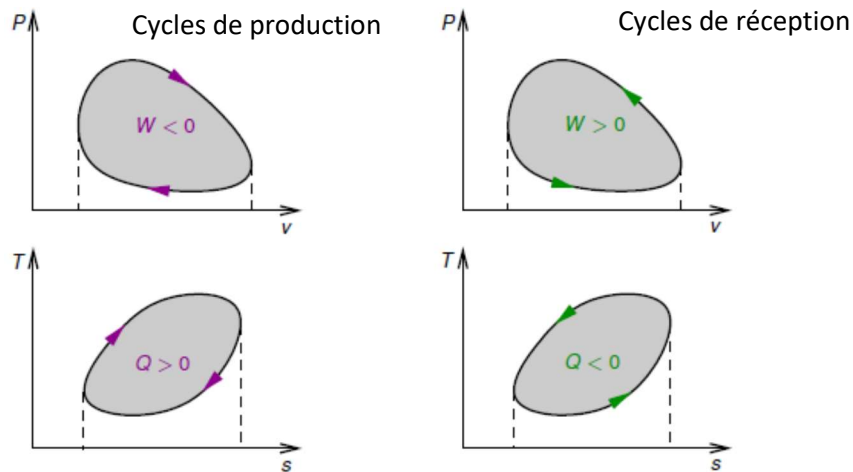 Cycles de production
Cycles de réception
P
W < 0
v
P
W > 0
v
T
Q > 0
s
T
Q < 0
s